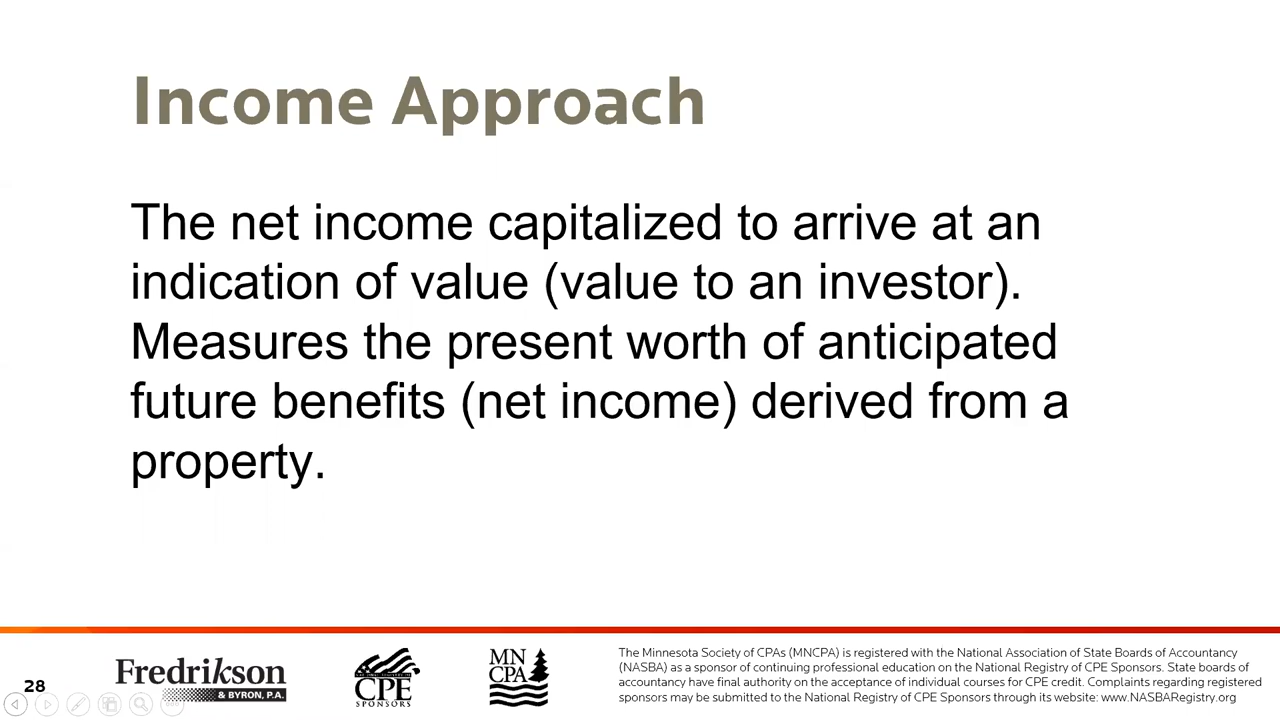 Income Approach
The net income capitalized to arrive at an
indication of value (value to an investor).
Measures the present worth of anticipated
future benefits (net income) derived from a
property.
28
Fredrikson
& BYRON, P.A.
CPE
SPONSORS
MN
CPA
The Minnesota Society of CPAs (MNCPA) is registered with the National Association of State Boards of Accountancy
(NASBA) as a sponsor of continuing professional education on the National Registry of CPE Sponsors. State boards of
accountancy have final authority on the acceptance of individual courses for CPE credit. Complaints regarding registered
sponsors may be submitted to the National Registry of CPE Sponsors through its website: www.NASBARegistry.org